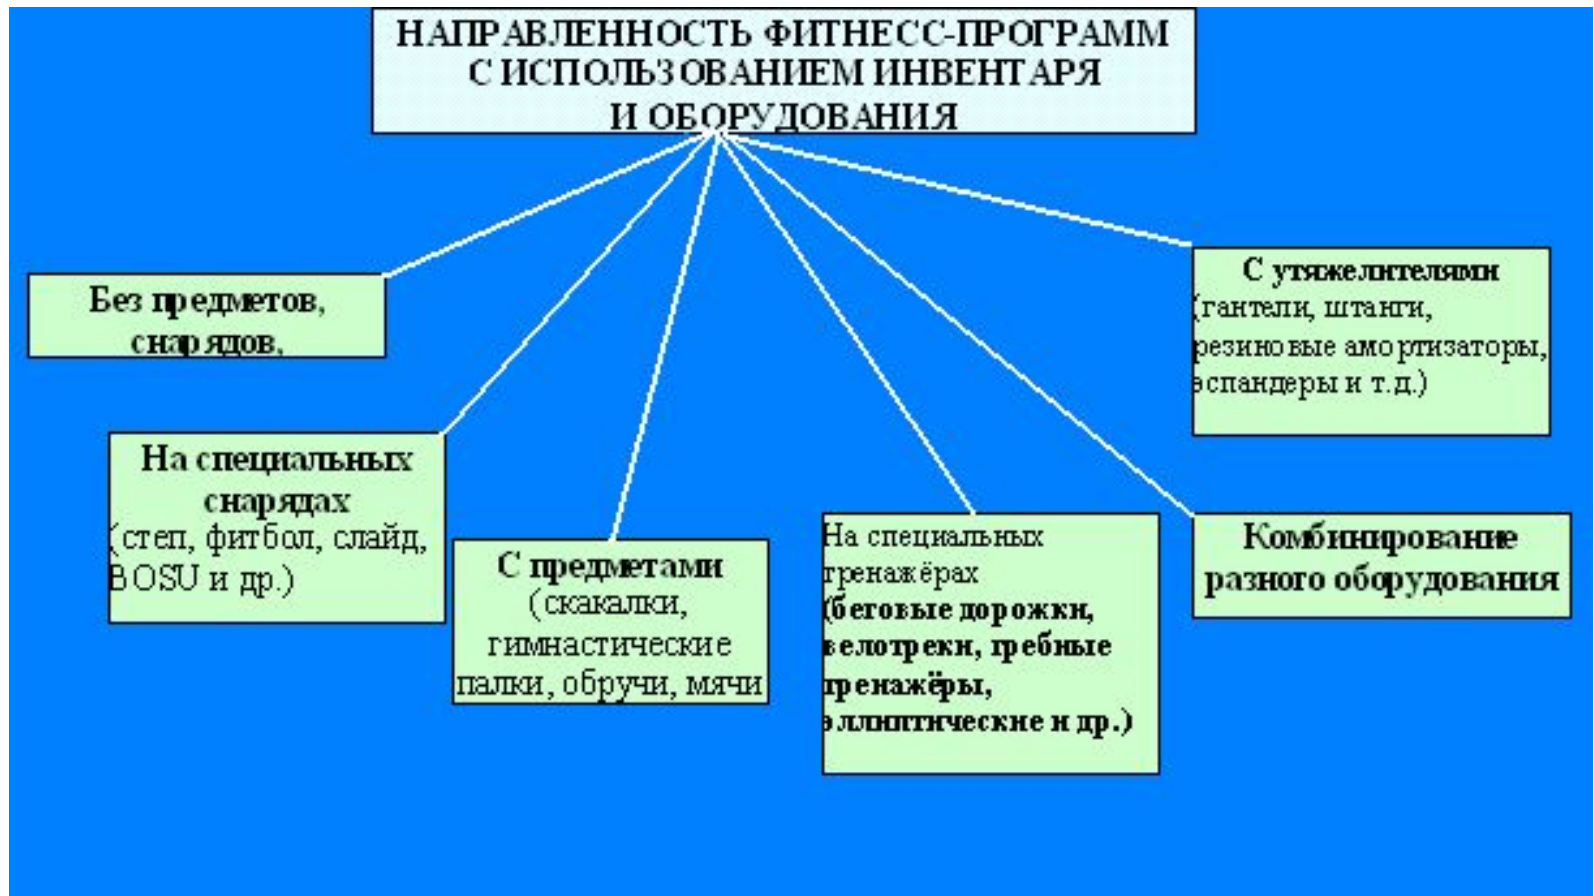 НАПРАВЛЕННОСТЬ ФИТНЕСС-ПРОГРАММ
С ИСПОЛЬЗОВАНИЕМ ИНВЕНТАРЯ
И ОБОРУДОВАНИЯ
Без предметов,
снарядов,
На специальных
снарядах
(степ, фитбол, слайд,
BOSU и др.)
С предметами
(скакалки,
гимнастические
палки, обручи, мячи
На специальных
тренажёрах
(беговые дорожки,
велотреки, гребные
тренажёры,
эллиптические и др.)
С утяжелителями
(гантели, штанги,
резиновые амортизаторы,
эспандеры и т.д.)
Комбинирование
разного оборудования